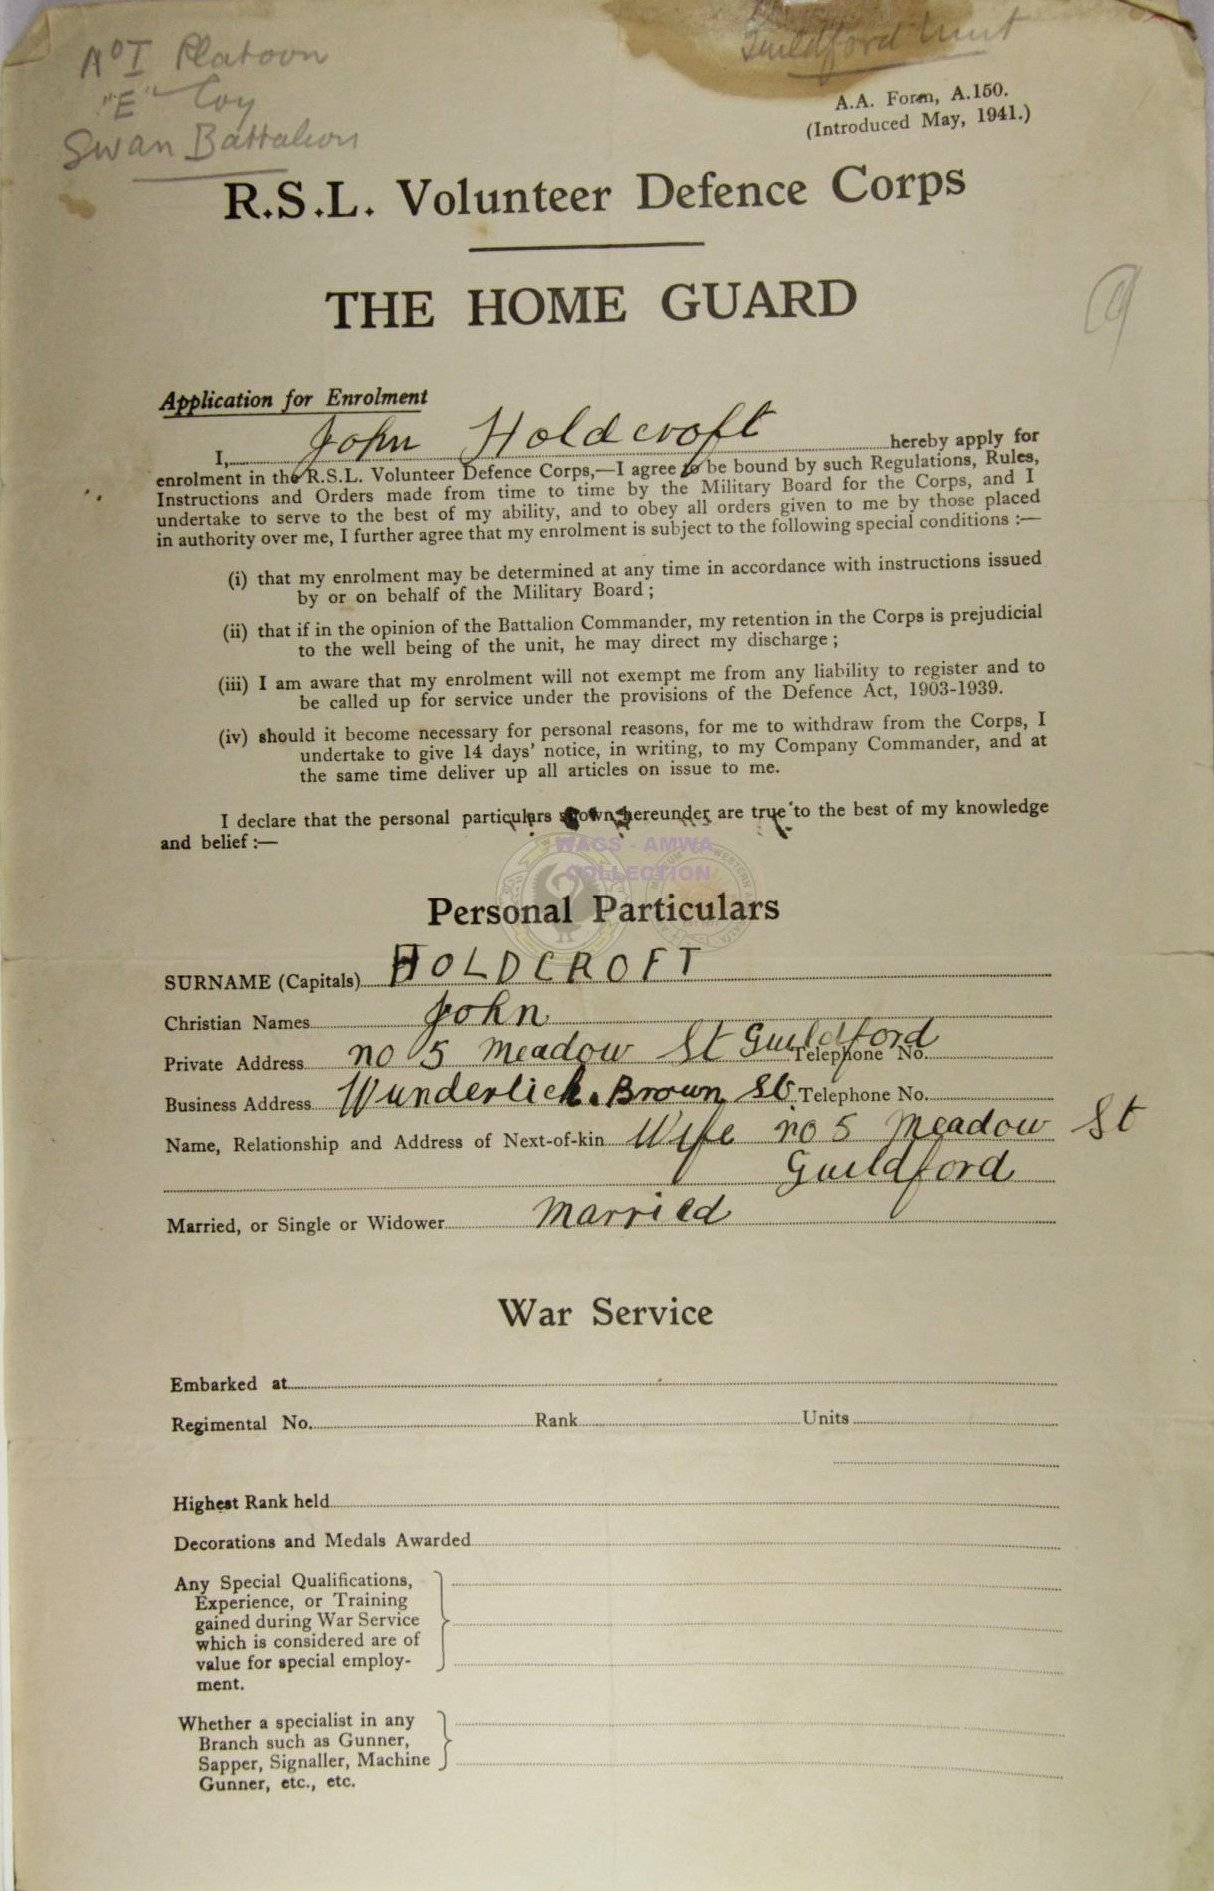 No I Platoon
"E" Coy
Swan Battalion
Guildford Unit
A.A. Form, A.150.
(Introduced May, 1941.)
R.S.L. Volunteer Defence Corps
THE HOME GUARD
Application for Enrolment
I, John Holdcroft hereby apply for
enrolment in the R.S.L. Volunteer Defence Corps,—I agree to be bound by such Regulations, Rules,
Instructions and Orders made from time to time by the Military Board for the Corps, and I
undertake to serve to the best of my ability, and to obey all orders given to me by those placed
in authority over me, I further agree that my enrolment is subject to the following special conditions :—
(i) that my enrolment may be determined at any time in accordance with instructions issued
by or on behalf of the Military Board ;
(ii) that if in the opinion of the Battalion Commander, my retention in the Corps is prejudicial
to the well being of the unit, he may direct my discharge ;
(iii) I am aware that my enrolment will not exempt me from any liability to register and to
be called up for service under the provisions of the Defence Act, 1903-1939.
(iv) should it become necessary for personal reasons, for me to withdraw from the Corps, I
undertake to give 14 days' notice, in writing, to my Company Commander, and at
the same time deliver up all articles on issue to me.
I declare that the personal particulars shown hereunder are true to the best of my knowledge
and belief :—
WAGS - AMWA
COLLECTION
Personal Particulars
SURNAME (Capitals) HOLDCROFT
Christian Names John
Private Address no 5 Meadow St Guildford Telephone No.
Business Address Wunderlich. Brown St Telephone No.
Name, Relationship and Address of Next-of-kin Wife no 5 Meadow St
Guildford
Married, or Single or Widower married
War Service
Embarked at
Regimental No. Rank Units
Highest Rank held
Decorations and Medals Awarded
Any Special Qualifications,
Experience, or Training
gained during War Service
which is considered are of
value for special employ-
ment.
Whether a specialist in any
Branch such as Gunner,
Sapper, Signaller, Machine
Gunner, etc., etc.